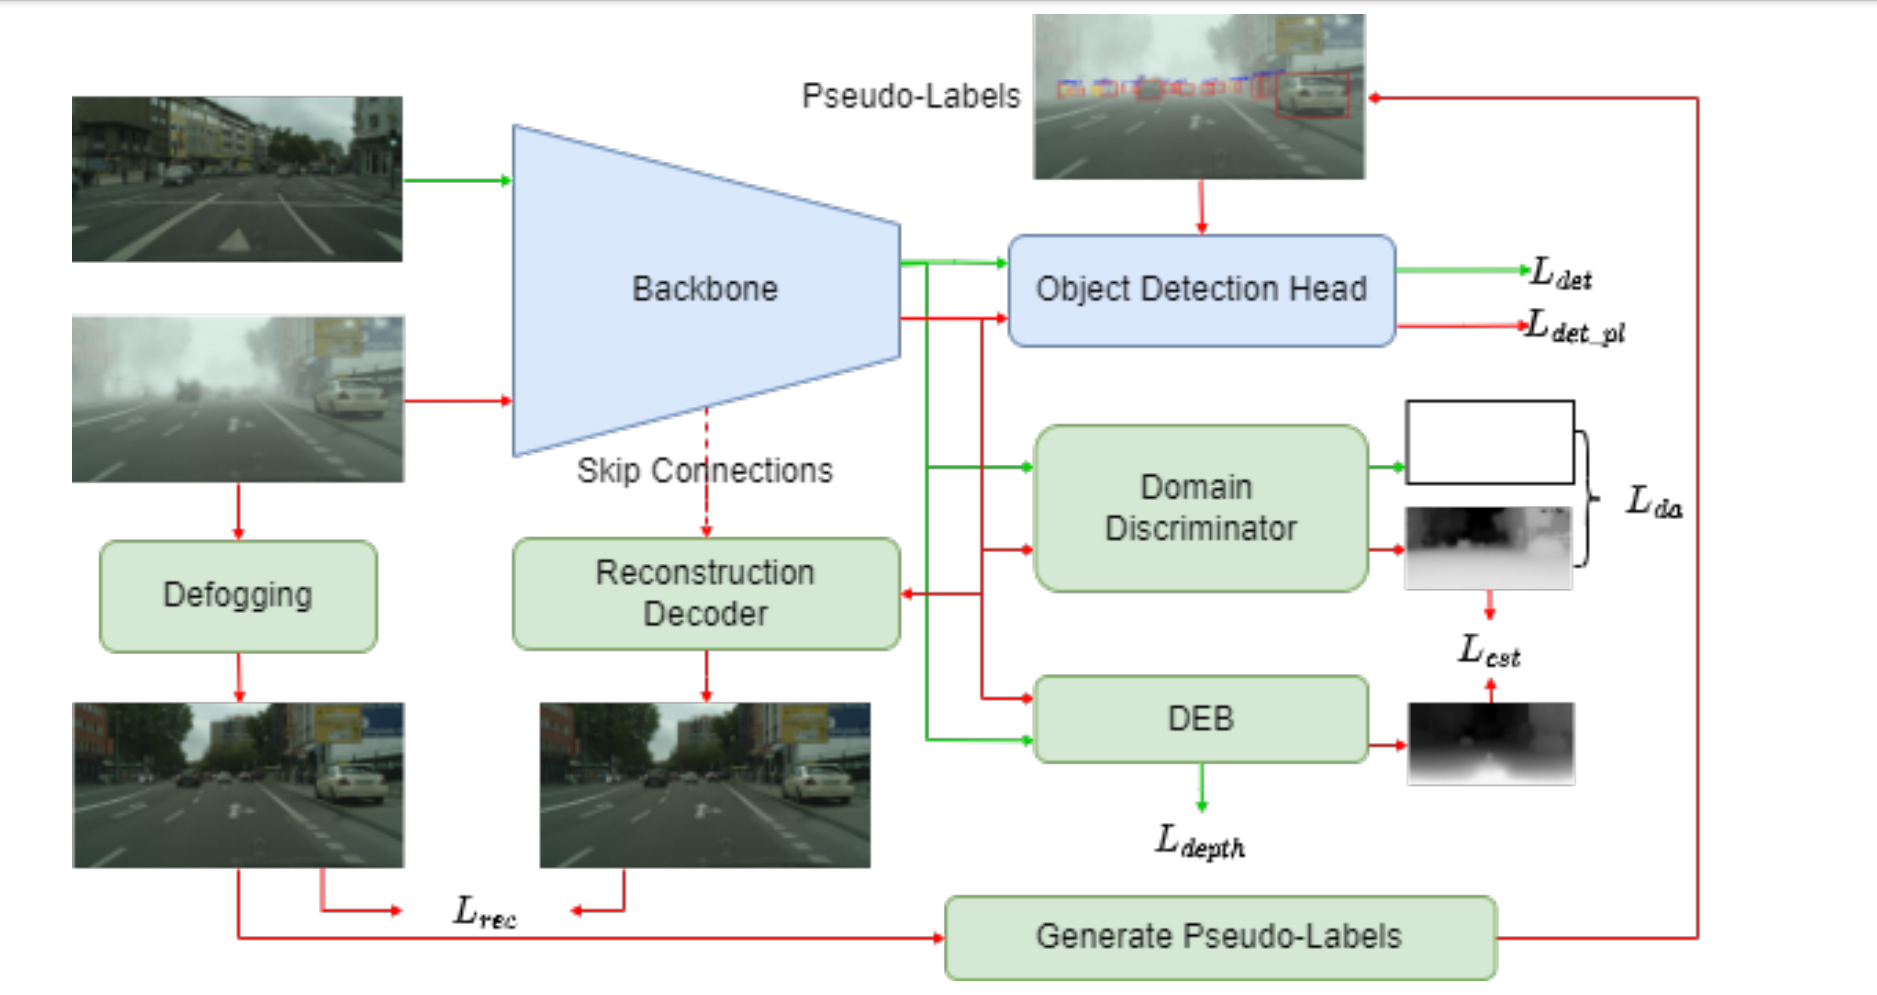 Pseudo-Labels
Backbone
Object Detection Head
L_{det}
L_{det\_pl}
Skip Connections
Domain
Discriminator
L_{da}
Defogging
Reconstruction
Decoder
L_{cst}
DEB
L_{depth}
L_{rec}
Generate Pseudo-Labels